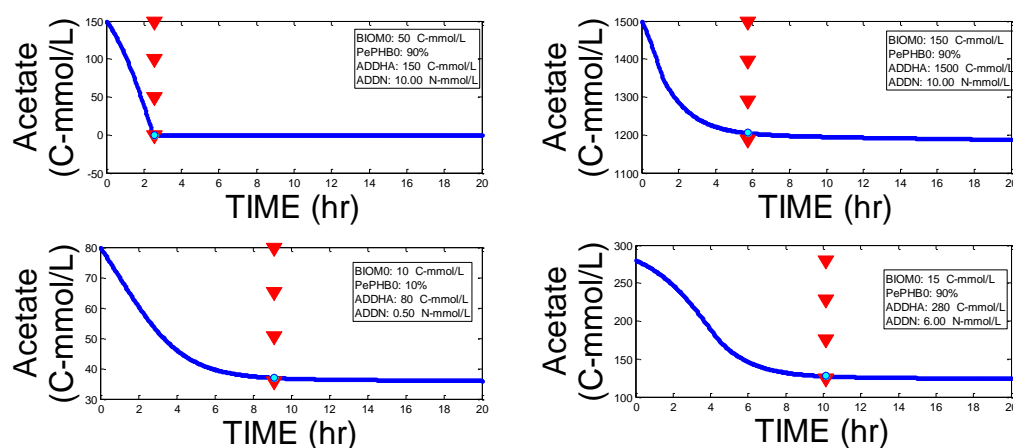 150
100
50
0
-50
0 2 4 6 8 10 12 14 16 18 20
Acetate
(C-mmol/L)
TIME (hr)
BIOM0: 50 C-mmol/L
PePHB0: 90%
ADDHA: 150 C-mmol/L
ADDN: 10.00 N-mmol/L
1500
1400
1300
1200
1100
0 2 4 6 8 10 12 14 16 18 20
Acetate
(C-mmol/L)
TIME (hr)
BIOM0: 150 C-mmol/L
PePHB0: 90%
ADDHA: 1500 C-mmol/L
ADDN: 10.00 N-mmol/L
80
70
60
50
40
30
0 2 4 6 8 10 12 14 16 18 20
Acetate
(C-mmol/L)
TIME (hr)
BIOM0: 10 C-mmol/L
PePHB0: 10%
ADDHA: 80 C-mmol/L
ADDN: 0.50 N-mmol/L
300
250
200
150
100
0 2 4 6 8 10 12 14 16 18 20
Acetate
(C-mmol/L)
TIME (hr)
BIOM0: 15 C-mmol/L
PePHB0: 90%
ADDHA: 280 C-mmol/L
ADDN: 6.00 N-mmol/L